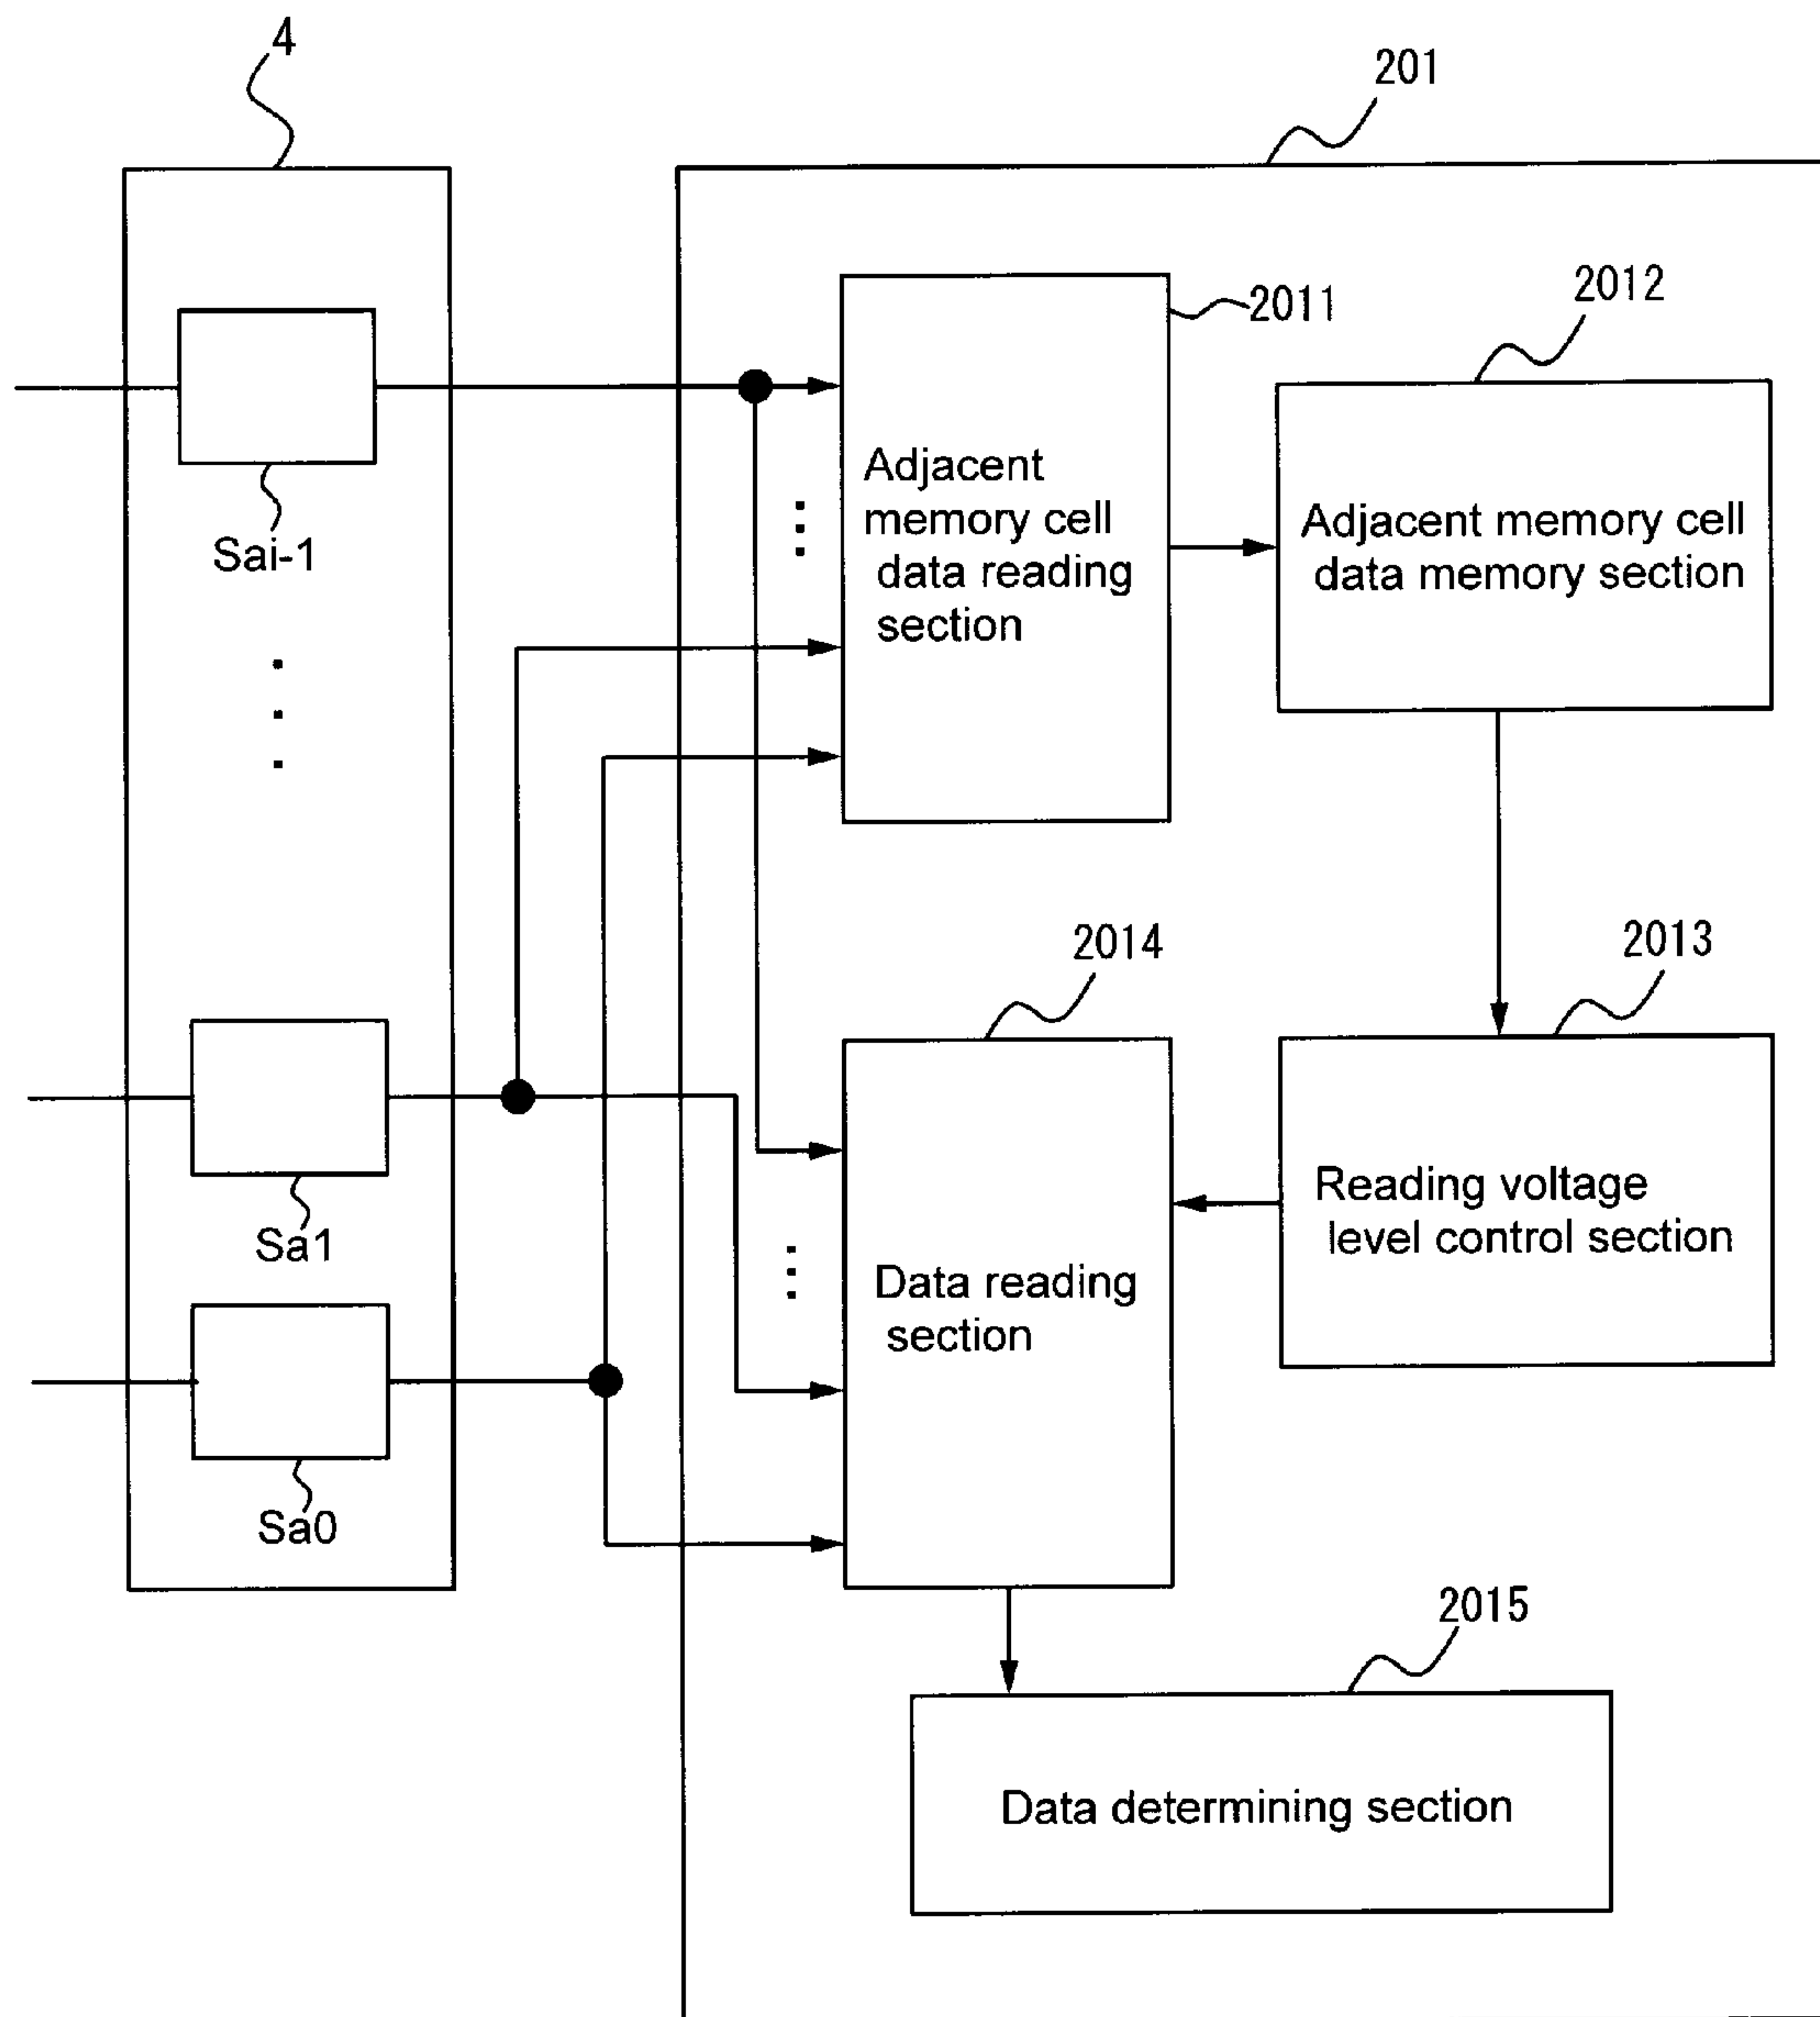 4
201
2011
2012
Sai-1
Adjacent
memory cell
data reading
section
Adjacent memory cell
data memory section
2014
2013
Sa1
Reading voltage
level control section
Data reading
section
Sa0
2015
Data determining section